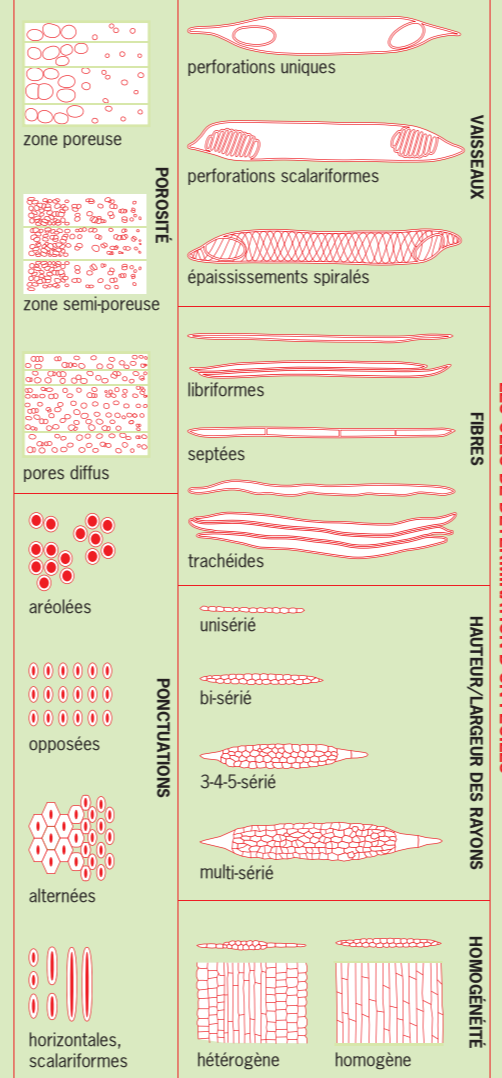 POROSITÉ
zone poreuse
zone semi-poreuse
pores diffus
PONCTUATIONS
aréolées
opposées
alternées
horizontales,
scalariformes
VAISSEAUX
perforations uniques
perforations scalariformes
épaississements spiralés
FIBRES
libriformes
septées
trachéides
HAUTEUR/LARGEUR DES RAYONS
unisérié
bi-sérié
3-4-5-sérié
multi-sérié
HOMOGÉNÉITÉ
hétérogène
homogène